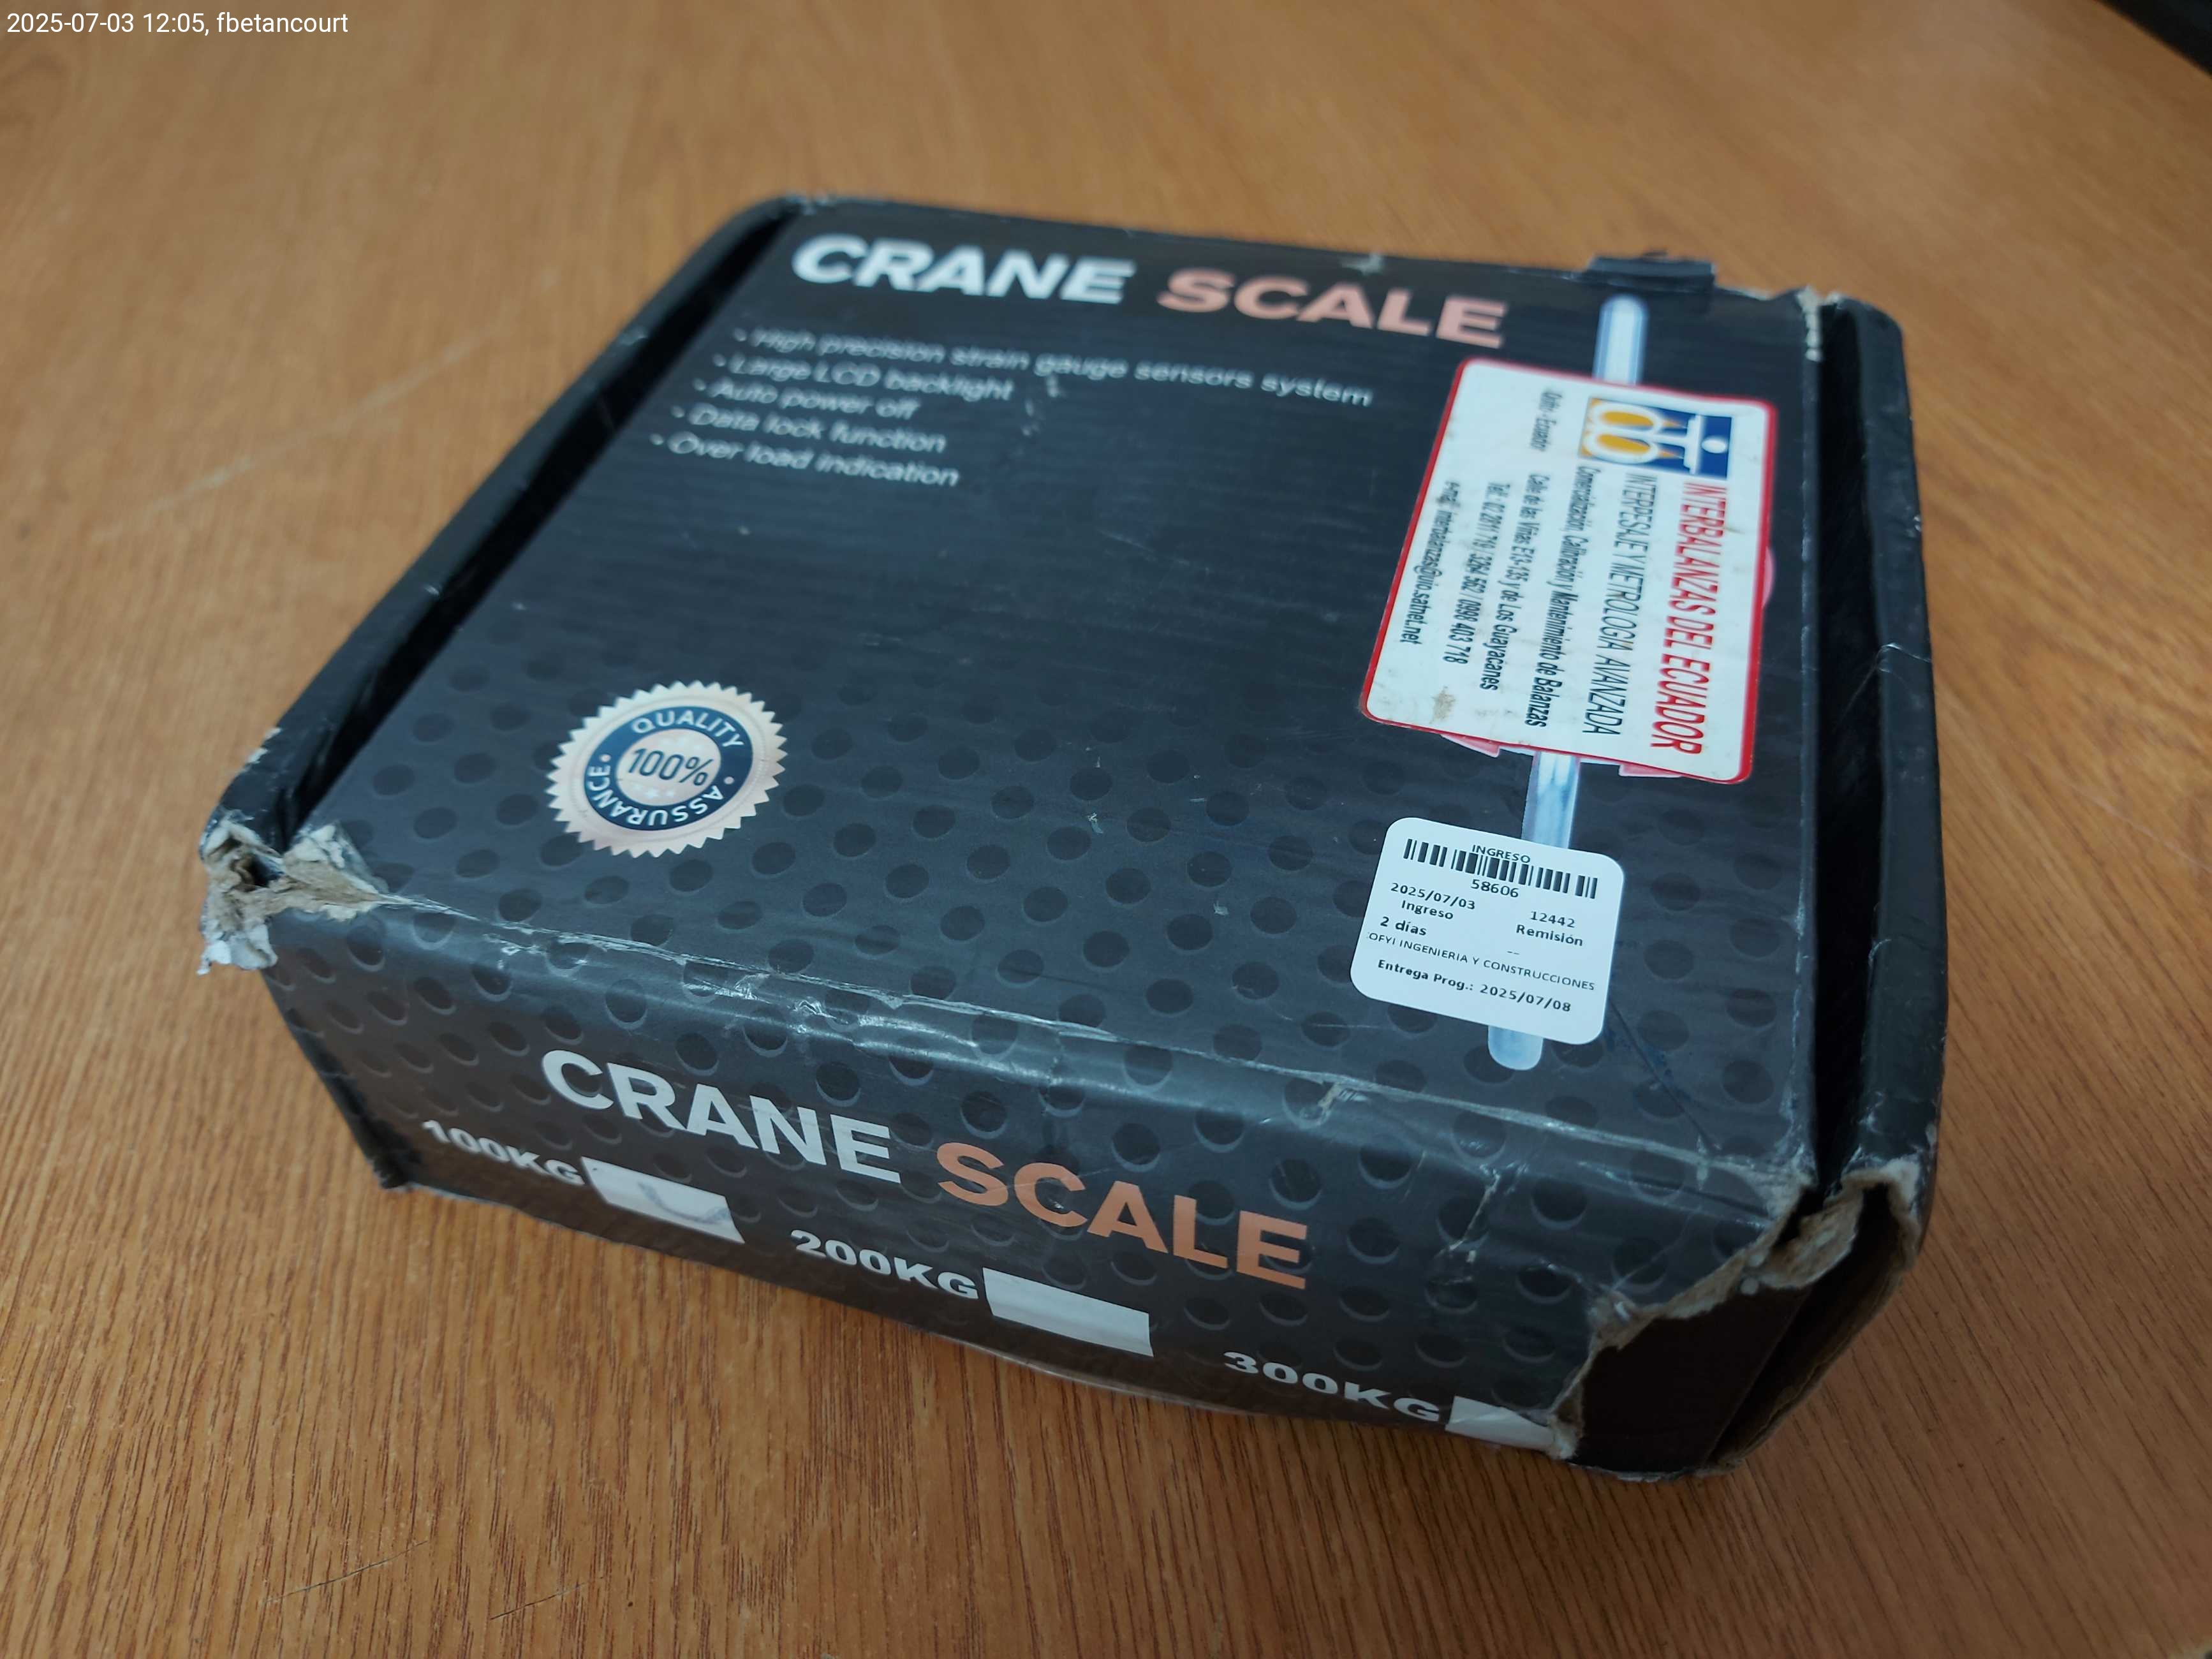 2025-07-03 12:05, fbetancourt
CRANE SCALE
- High precision strain gauge sensors system
- Large LCD backlight
- Auto power off
- Data lock function
- Over load indication
INTERBALANZAS DEL ECUADOR
INTERPESAJE Y METROLOGIA AVANZADA
Comercialización, Calibración y Mantenimiento de Balanzas
Calle de las Viñas E13-135 y de Los Guayacanes
Quito - Ecuador
QUALITY
100%
ASSURANCE
INGRESO
58606
2025/07/03
Ingreso
12442
Remisión
2 días
--
OFYI INGENIERIA Y CONSTRUCCIONES
Entrega Prog.: 2025/07/08
CRANE SCALE
100KG
200KG
300KG